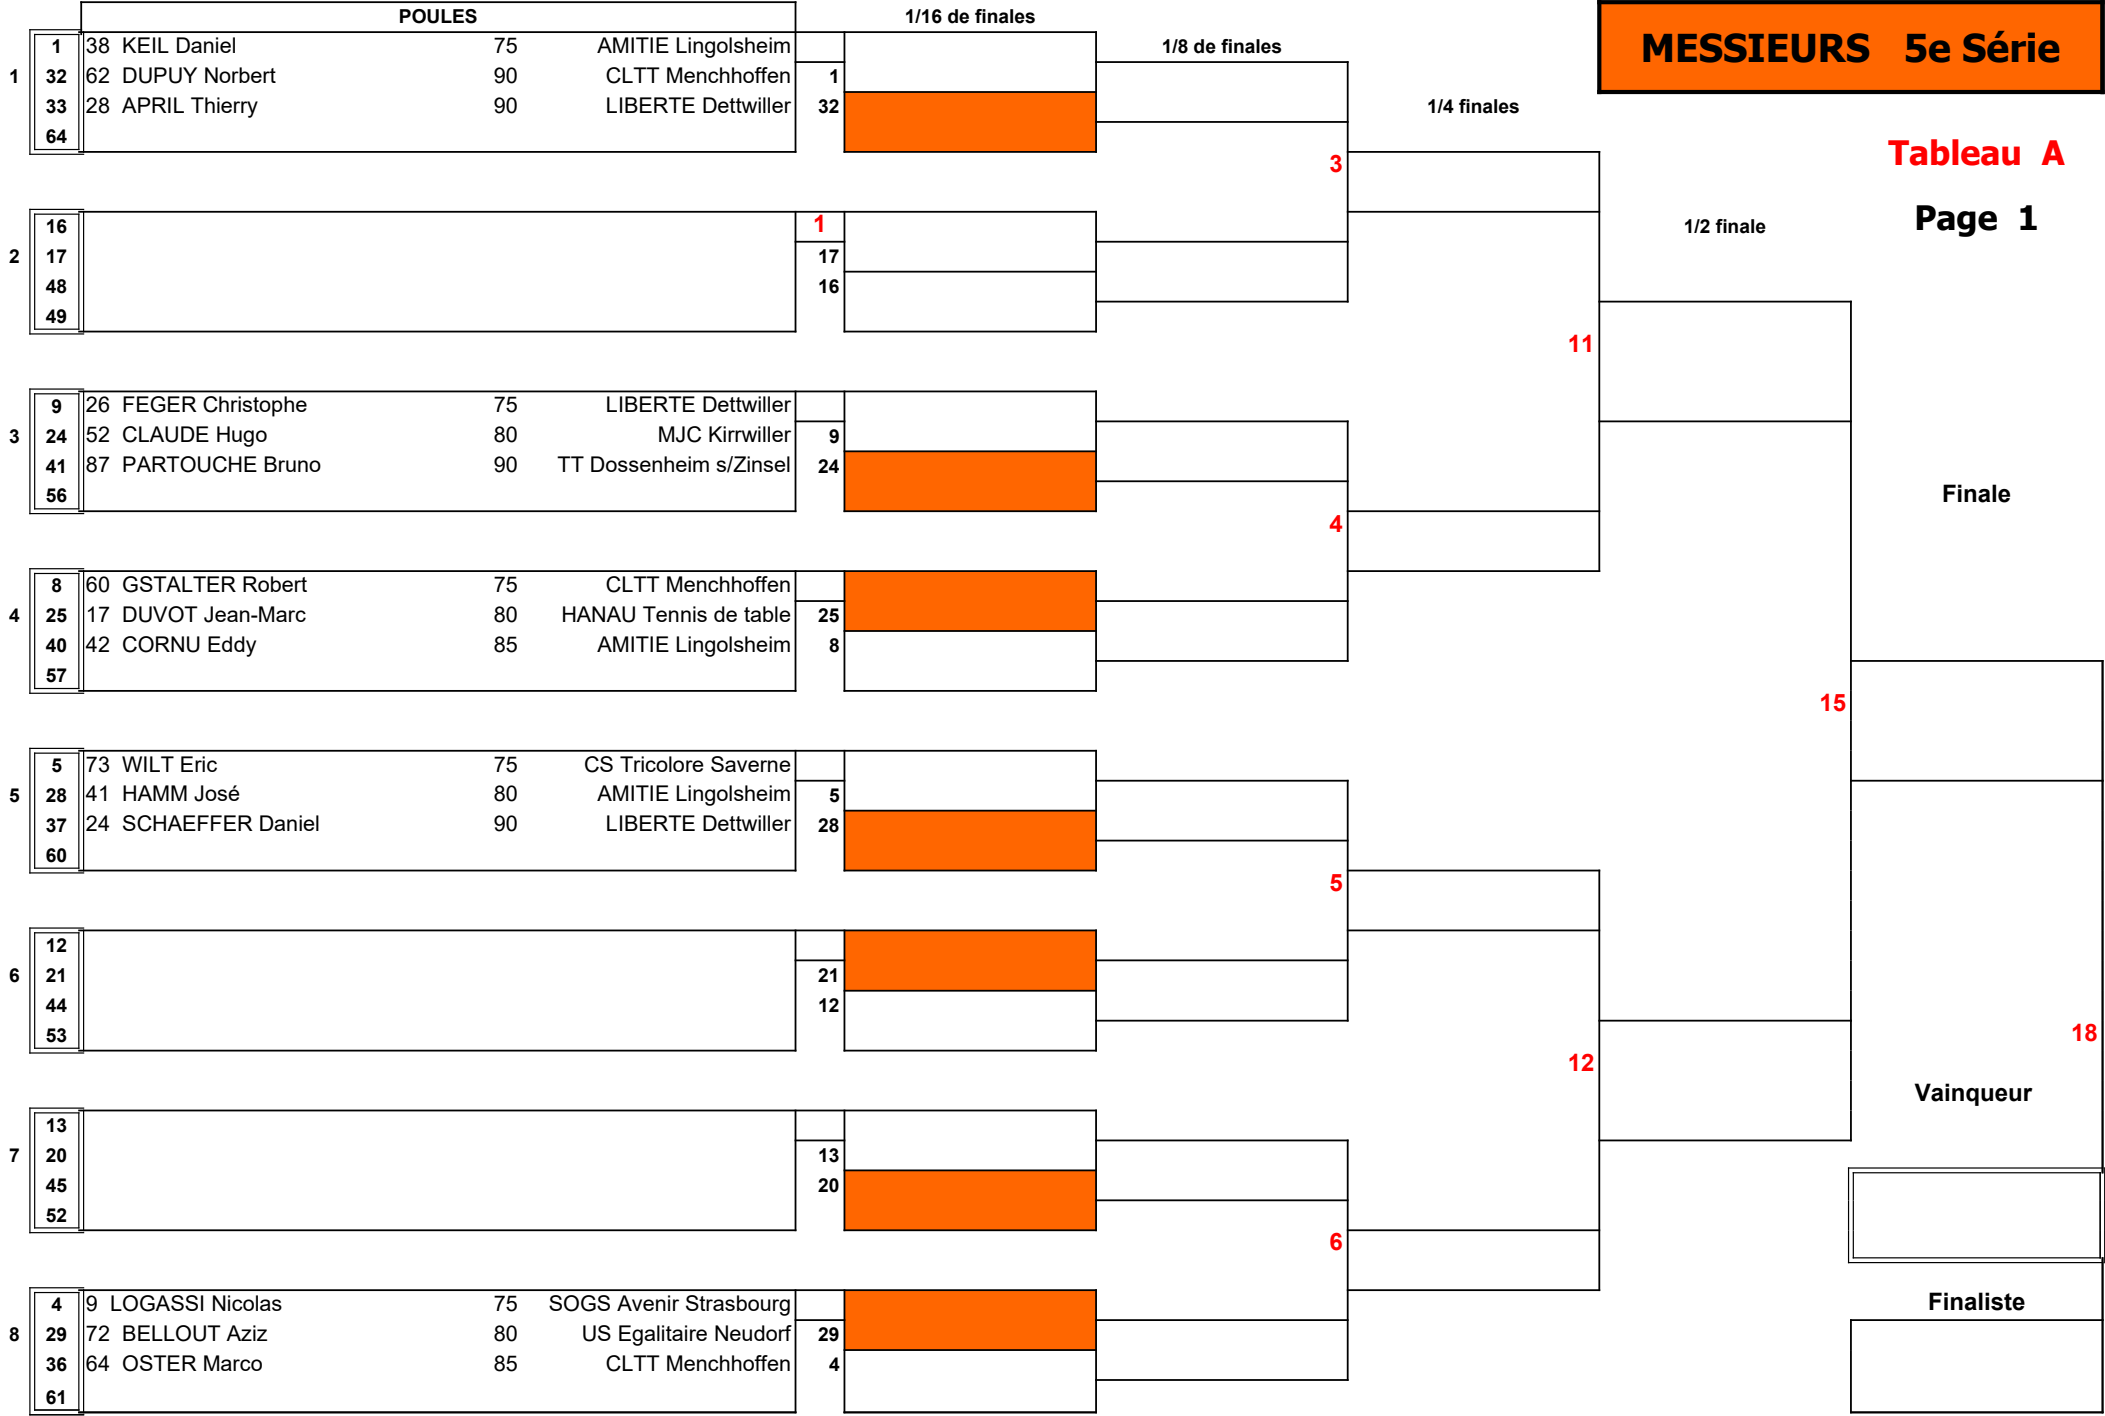 POULES
1/16 de finales
1/8 de finales
1/4 finales
1/2 finale
MESSIEURS 5e Série
Tableau A
Page 1
1
1 38 KEIL Daniel 75 AMITIE Lingolsheim
32 62 DUPUY Norbert 90 CLTT Menchhoffen 1
33 28 APRIL Thierry 90 LIBERTE Dettwiller 32
64
3
2
16 1
17 17
48 16
49
11
3
9 26 FEGER Christophe 75 LIBERTE Dettwiller
24 52 CLAUDE Hugo 80 MJC Kirrwiller 9
41 87 PARTOUCHE Bruno 90 TT Dossenheim s/Zinsel 24
56
Finale
4
4
8 60 GSTALTER Robert 75 CLTT Menchhoffen
25 17 DUVOT Jean-Marc 80 HANAU Tennis de table 25
40 42 CORNU Eddy 85 AMITIE Lingolsheim 8
57
15
5
5 73 WILT Eric 75 CS Tricolore Saverne
28 41 HAMM José 80 AMITIE Lingolsheim 5
37 24 SCHAEFFER Daniel 90 LIBERTE Dettwiller 28
60
5
6
12
21 21
44 12
53
18
12
Vainqueur
7
13
20 13
45 20
52
6
8
4 9 LOGASSI Nicolas 75 SOGS Avenir Strasbourg
29 72 BELLOUT Aziz 80 US Egalitaire Neudorf 29
36 64 OSTER Marco 85 CLTT Menchhoffen 4
61
Finaliste